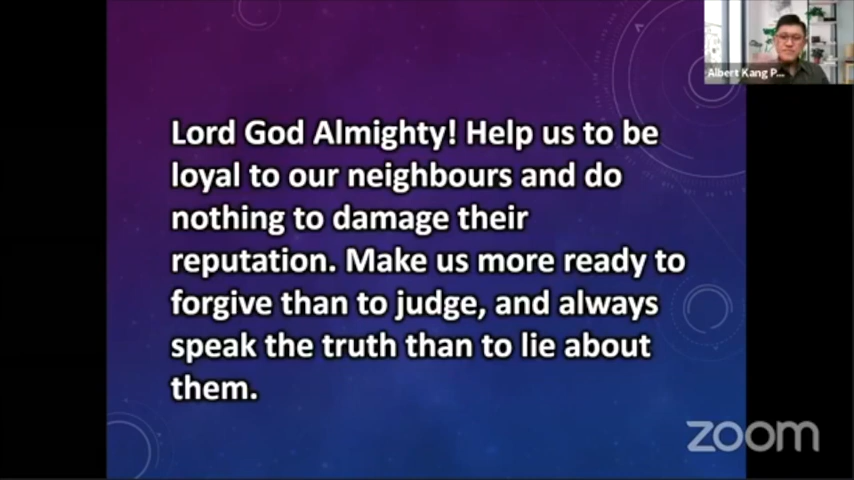 Albert Kang P...
Lord God Almighty! Help us to be
loyal to our neighbours and do
nothing to damage their
reputation. Make us more ready to
forgive than to judge, and always
speak the truth than to lie about
them.
zoom